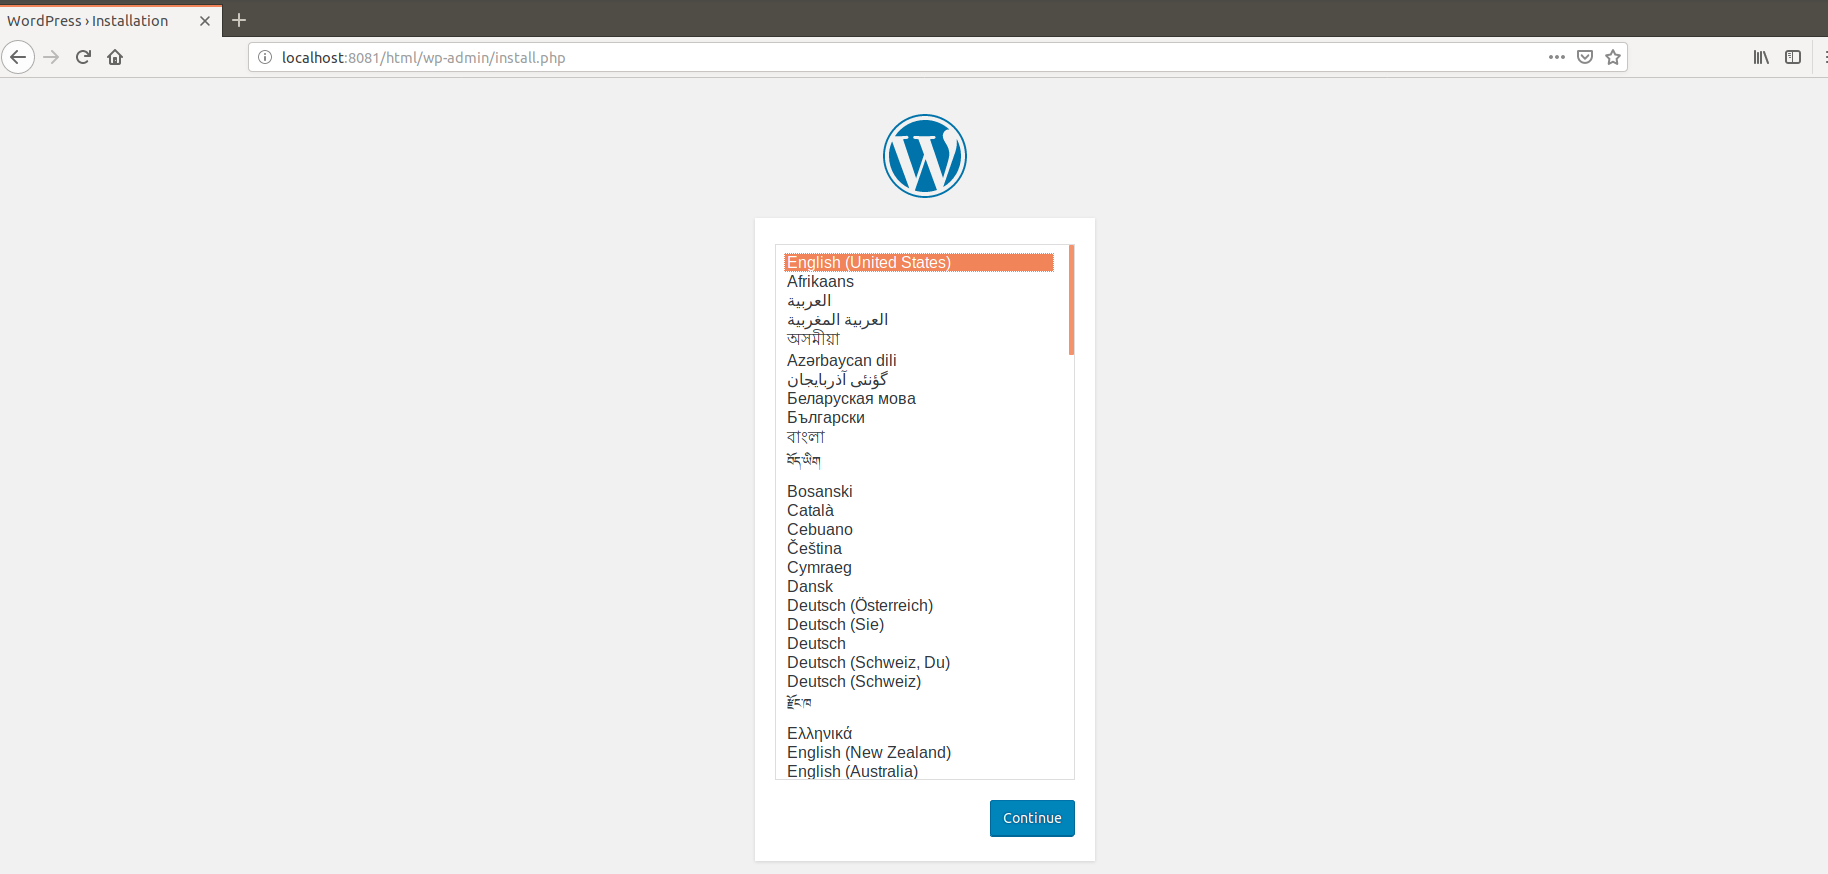 WordPress › Installation
localhost:8081/html/wp-admin/install.php
English (United States)
Afrikaans
العربية
العربية المغربية
অসমীয়া
Azərbaycan dili
گؤنئی آذربایجان
Беларуская мова
Български
বাংলা
བོད་ཡིག
Bosanski
Català
Cebuano
Čeština
Cymraeg
Dansk
Deutsch (Österreich)
Deutsch (Sie)
Deutsch
Deutsch (Schweiz, Du)
Deutsch (Schweiz)
རྫོང་ཁ
Ελληνικά
English (New Zealand)
English (Australia)
Continue